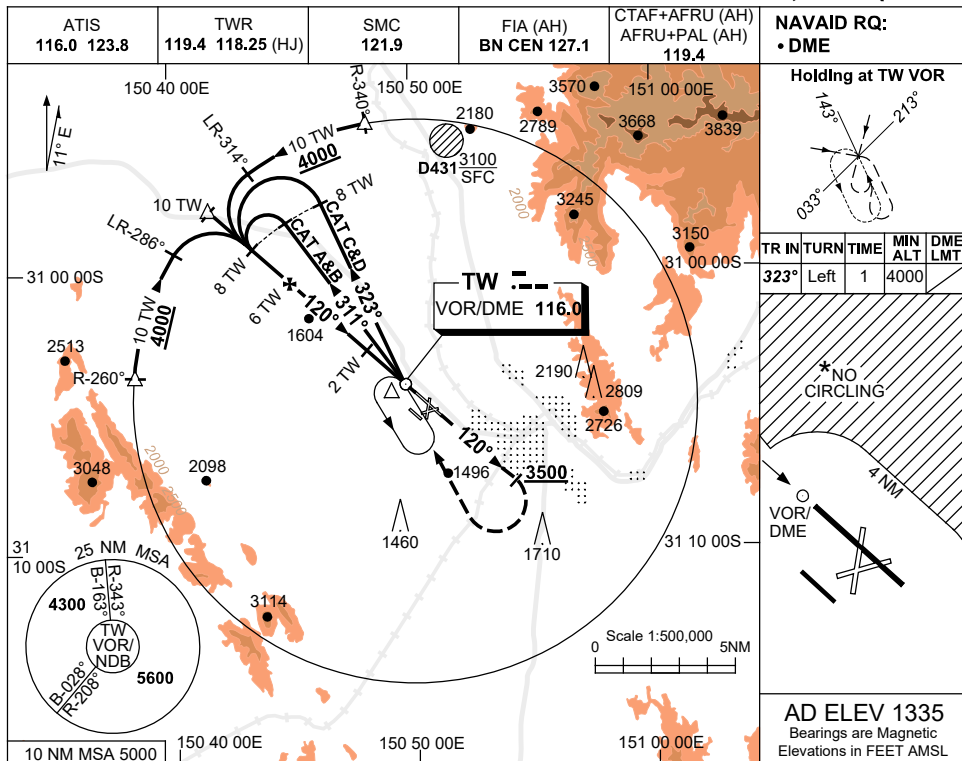 ATIS
116.0 123.8
TWR
119.4 118.25 (HJ)
SMC
121.9
FIA (AH)
BN CEN 127.1
CTAF+AFRU (AH)
AFRU+PAL (AH)
119.4
NAVAID RQ:
• DME
150 40 00E
150 50 00E
151 00 00E
11° E
R-340°
2180
3570
2789
3668
3839
LR-314°
10 TW
4000
D431
3100
SFC
2000
3245
3150
10 TW
8 TW
LR-286°
CAT C&D
323°
CAT A&B
311°
8 TW
31 00 00S
31 00 00S
6 TW
120°
TW
VOR/DME 116.0
10 TW
4000
1604
2 TW
2513
R-260°
2190
2809
2726
120°
3500
1496
3048
2000
2098
1460
1710
31
10 00S
31 10 00S
25 NM MSA
R-343°
B-163°
4300
TW
VOR/
NDB
5600
B-028°
R-208°
3114
Scale 1:500,000
0
5NM
10 NM MSA 5000
150 40 00E
150 50 00E
151 00 00E
Holding at TW VOR
143°
213°
033°
TR IN
TURN
TIME
MIN ALT
DME LMT
323°
Left
1
4000
*NO
CIRCLING
4 NM
VOR/
DME
AD ELEV 1335
Bearings are Magnetic
Elevations in FEET AMSL